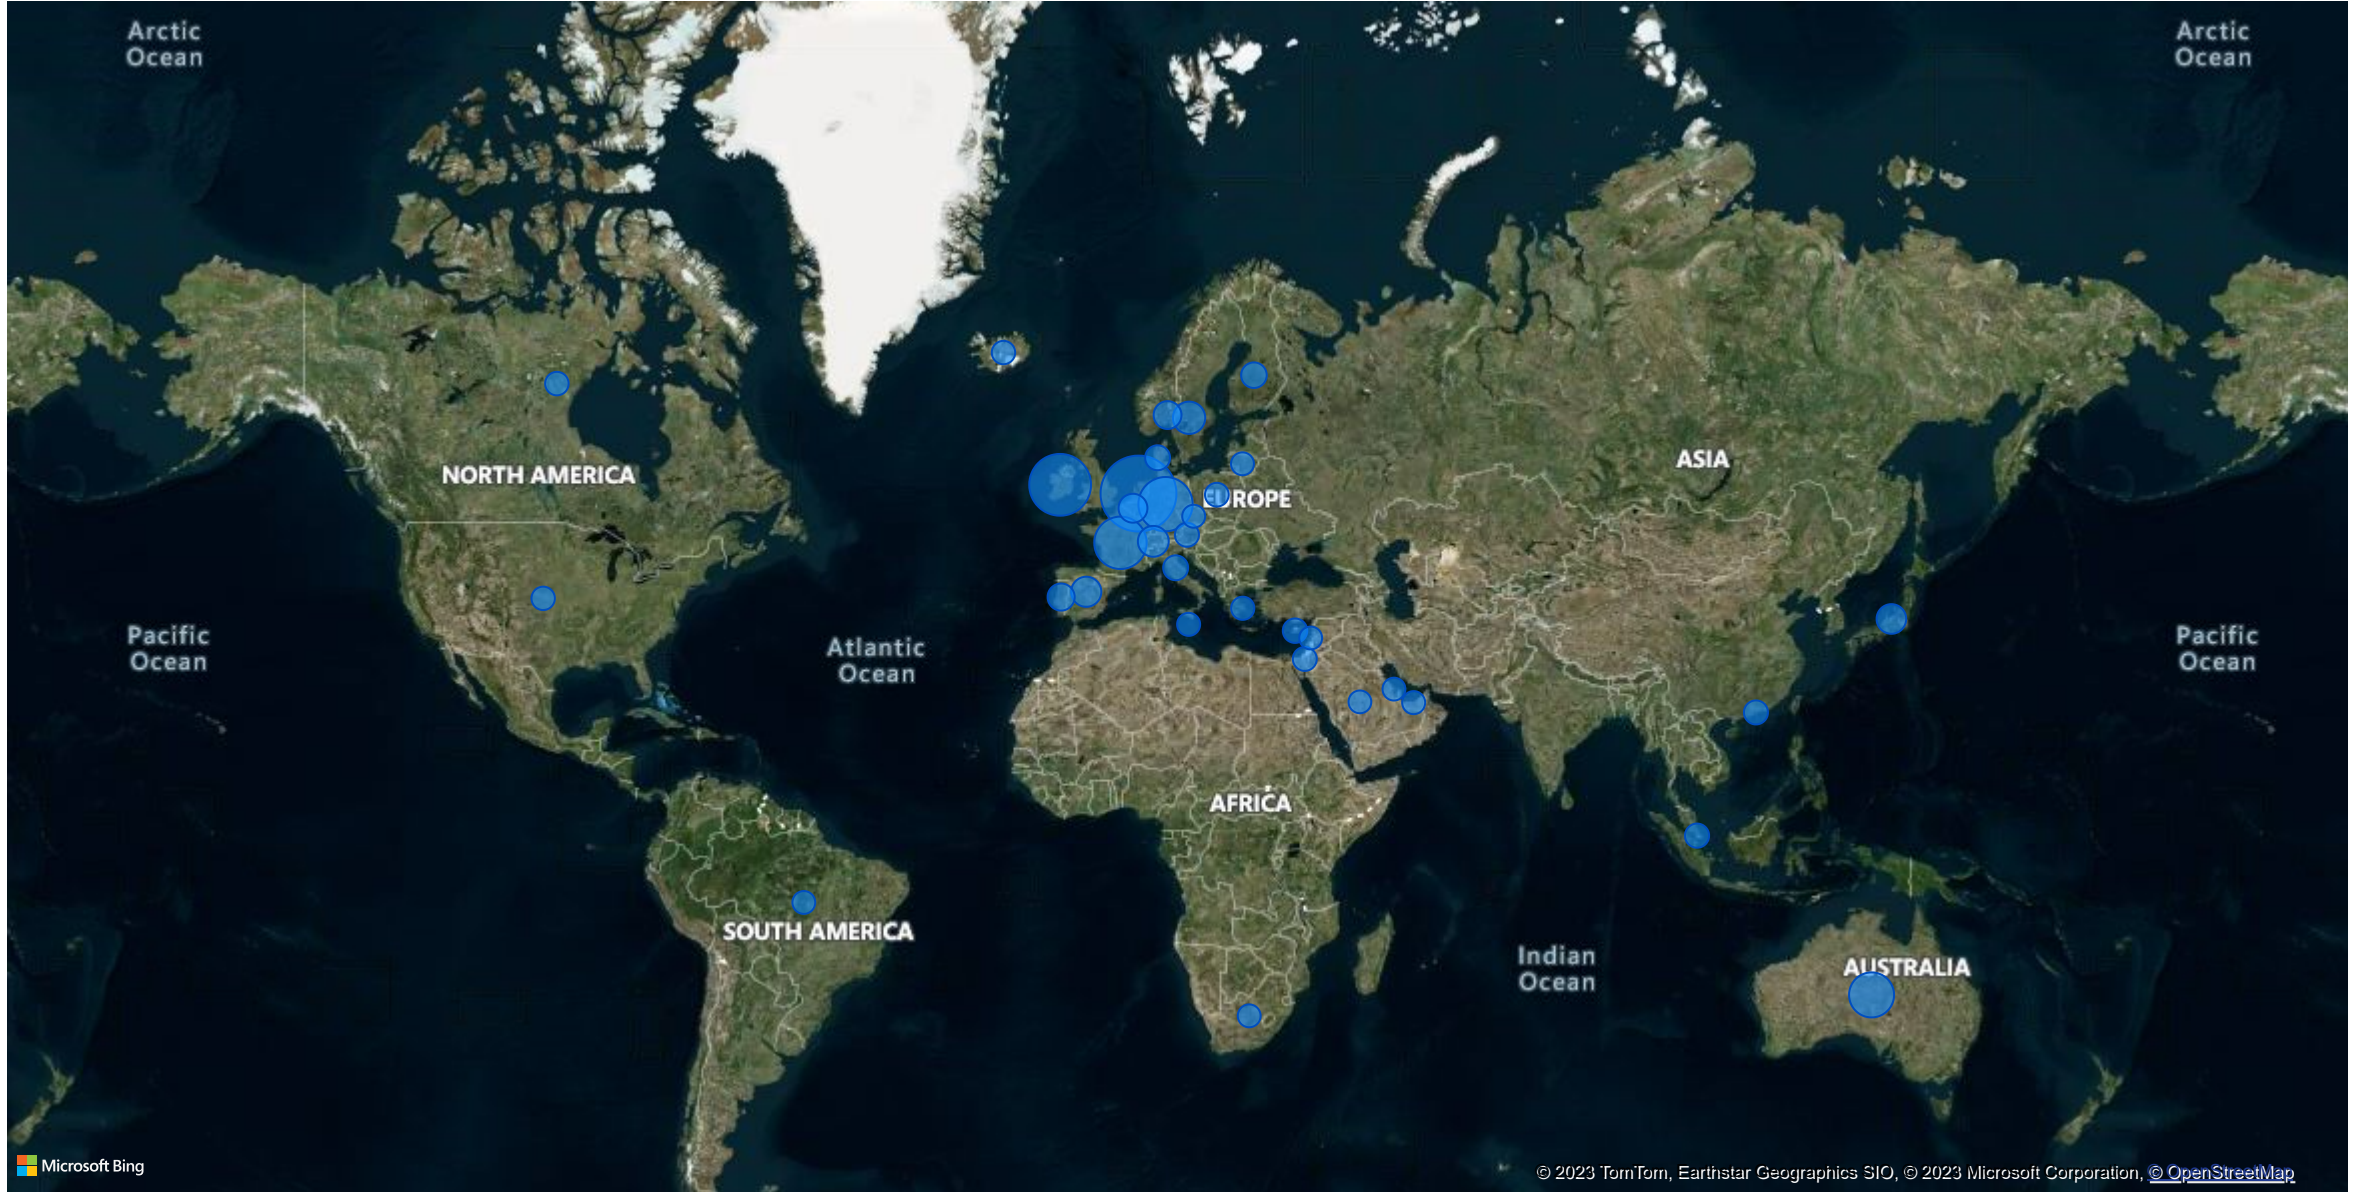 Arctic
Ocean
Arctic
Ocean
NORTH AMERICA
ASIA
EUROPE
Pacific
Ocean
Atlantic
Ocean
Pacific
Ocean
AFRICA
SOUTH AMERICA
Indian
Ocean
AUSTRALIA
Microsoft Bing
© 2023 TomTom, Earthstar Geographics SIO, © 2023 Microsoft Corporation, © OpenStreetMap